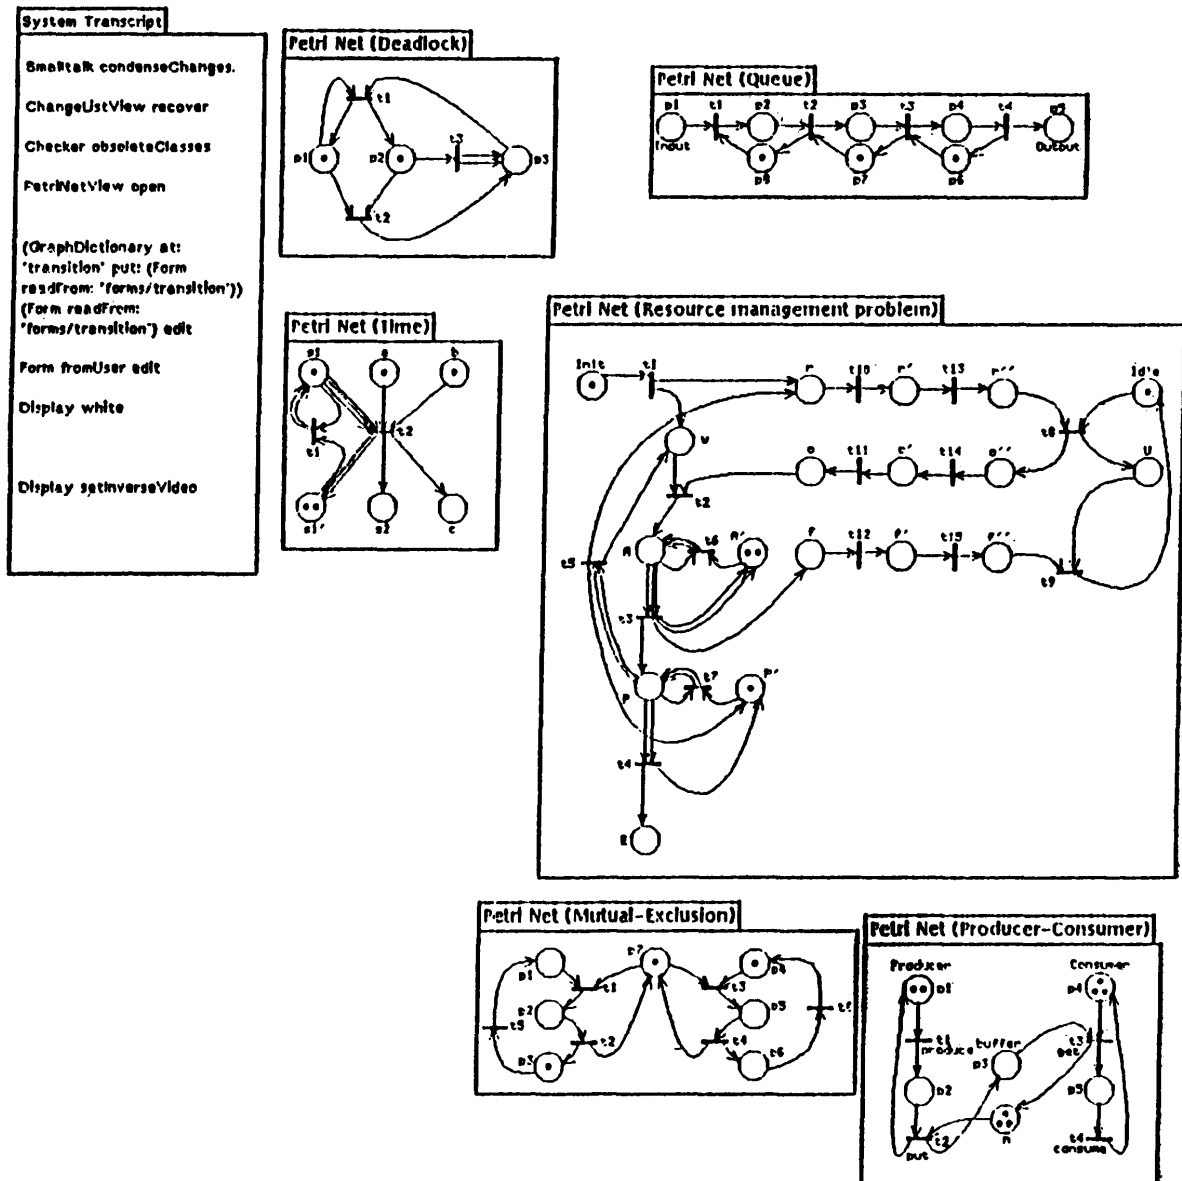 System Transcript
Smalltalk condenseChanges.
ChangeListView recover
Checker obsoleteClasses
PetriNetView open
(GraphDictionary at:
'transition' put: (Form
readFrom: 'forms/transition'))
(Form readFrom:
'forms/transition') edit
Form fromUser edit
Display white
Display setInverseVideo
Petri Net (Deadlock)
t1
t3
p1
p2
p3
t2
Petri Net (Queue)
p1 t1 p2 t2 p3 t3 p4 t4 p5
Input
Output
p8 p7 p6
Petri Net (Time)
s1 a b
t2
t1
s1' s2 c
Petri Net (Resource management problem)
Init t1 r t10 r' t13 r'' idle
W
t8
a t11 t14 a'' U
t2
A t6 A' f t12 f' t15 f''
t5
t9
t3
P t7 P'
t4
E
Petri Net (Mutual-Exclusion)
p1 p7 p4
t1 t3
p2 p5
t5
t2 t4
p3 t6
Petri Net (Producer-Consumer)
Producer Consumer
p1 p4
t1 t3
produce buffer get
p3
p2 p5
n
t2 t4
put consume